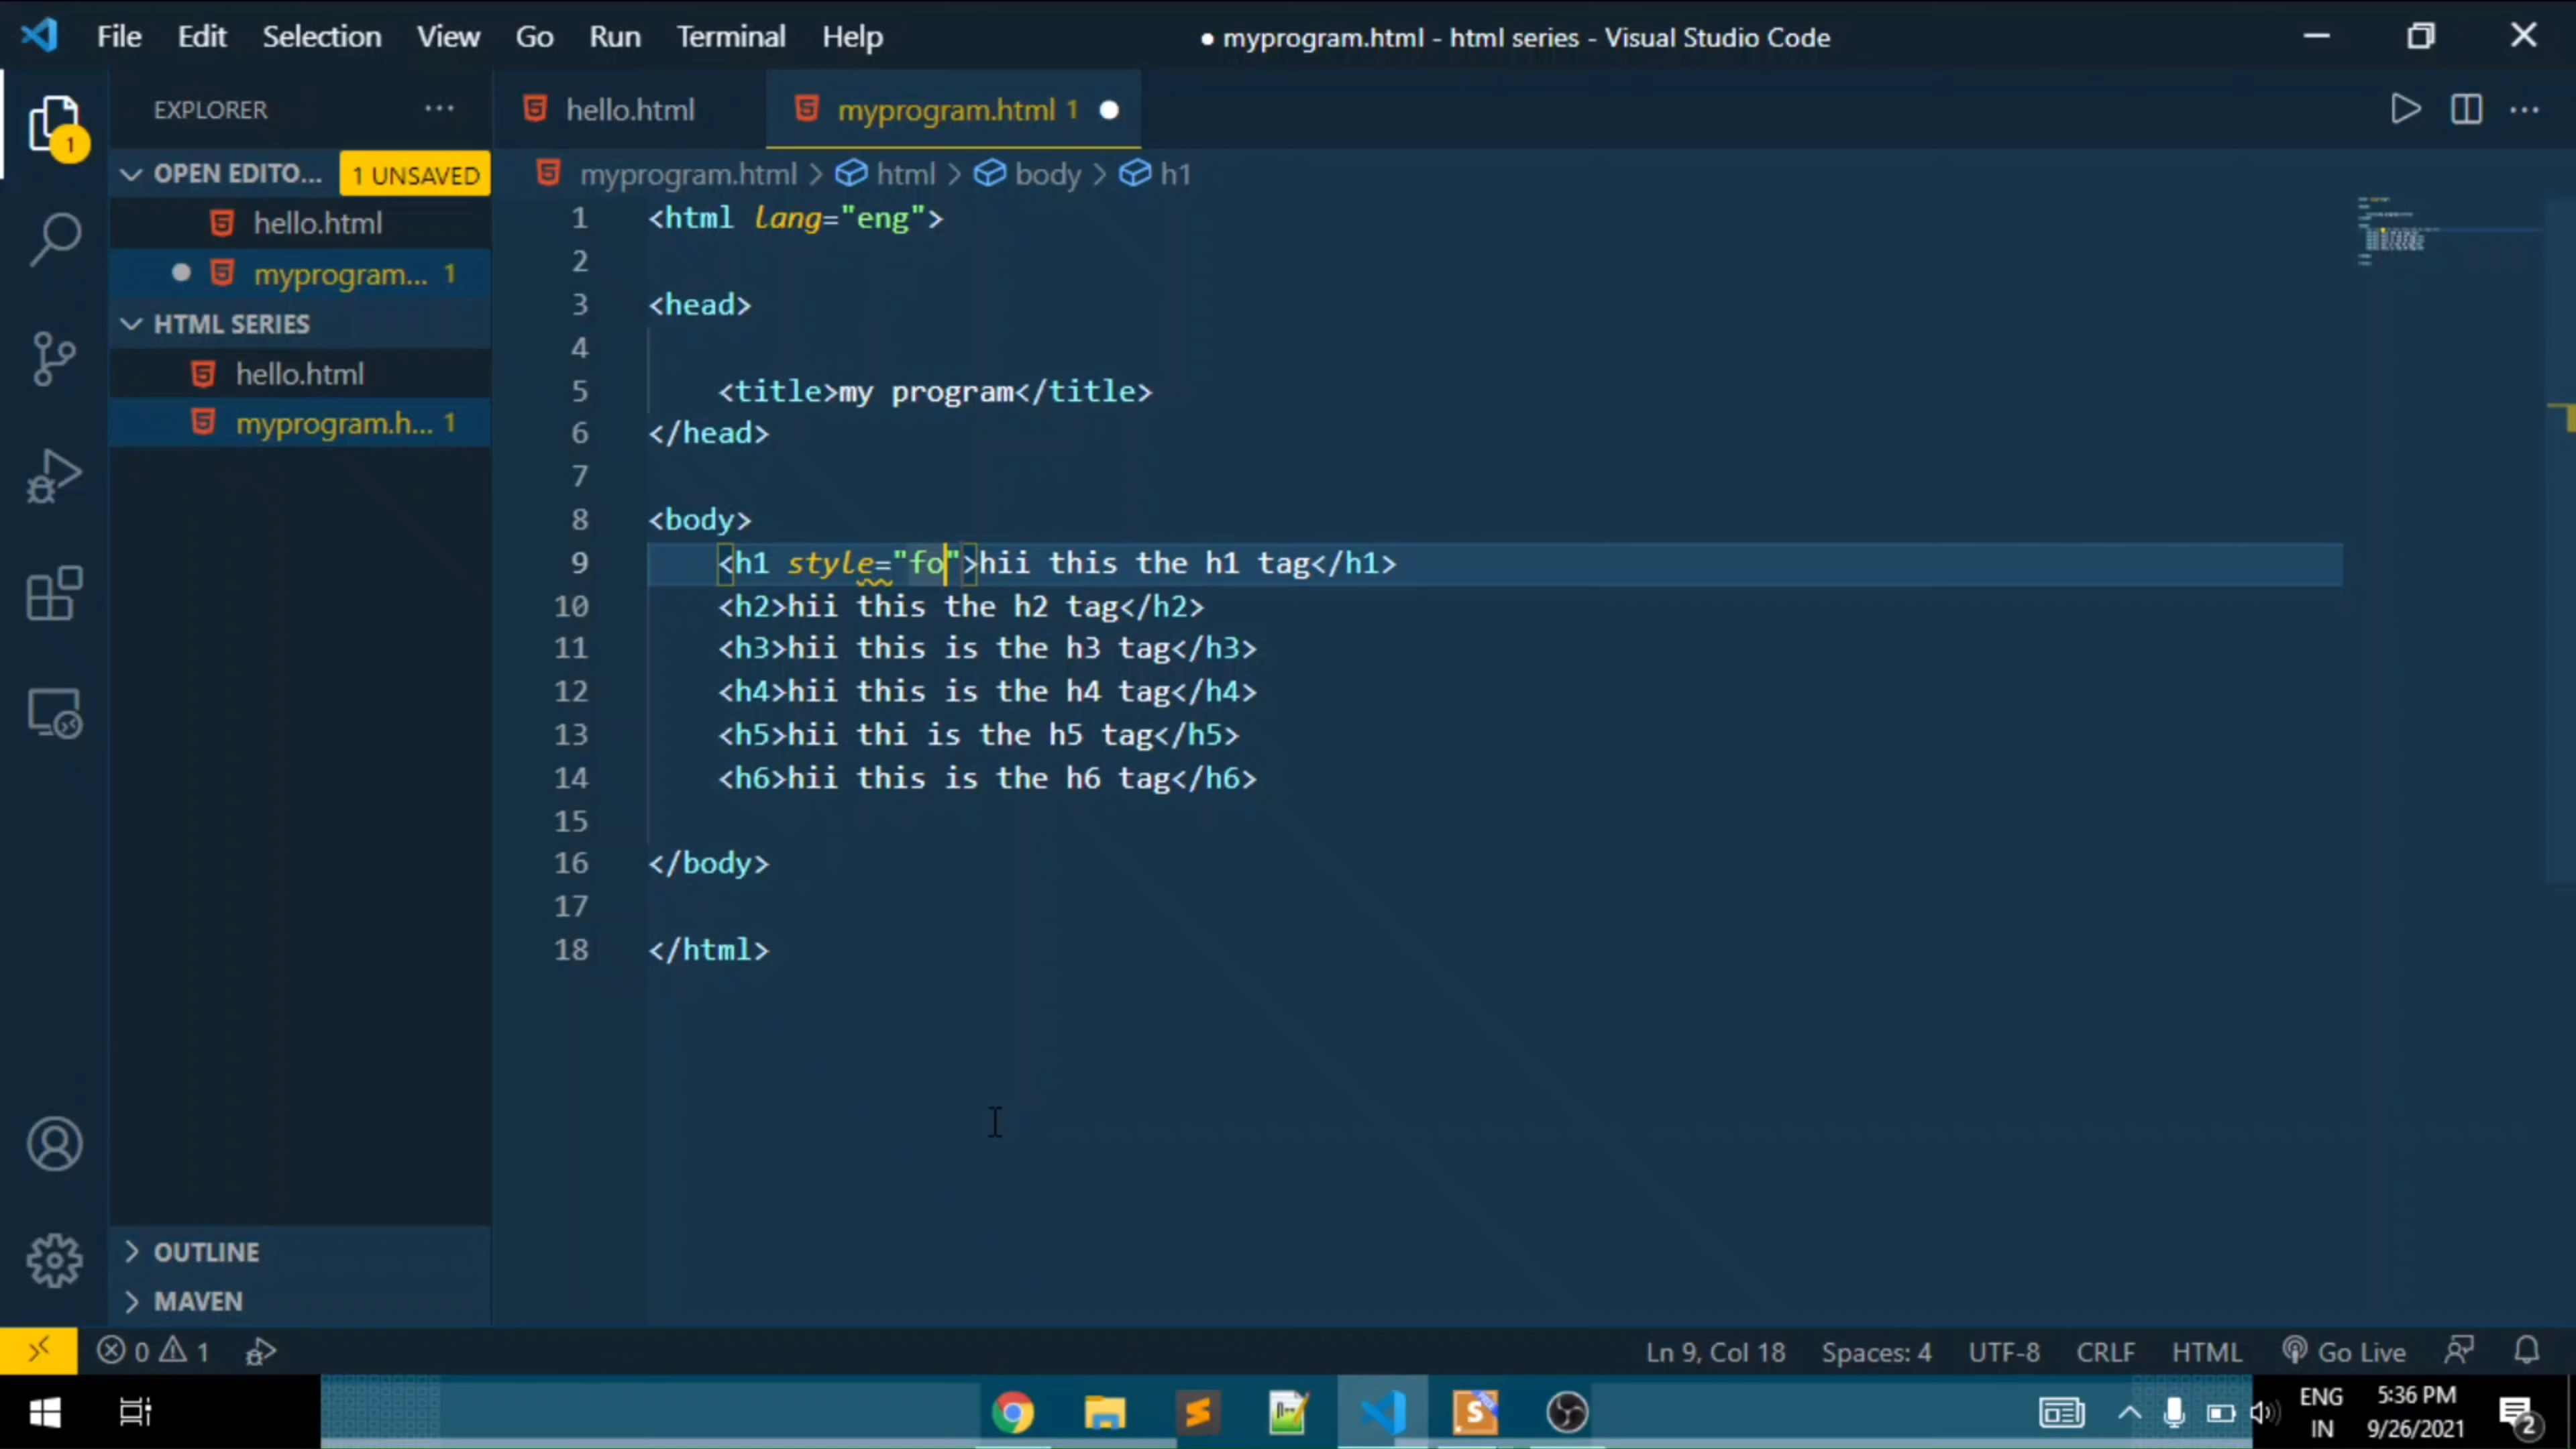 File Edit Selection View Go Run Terminal Help
● myprogram.html - html series - Visual Studio Code
EXPLORER ···
OPEN EDITO... 1 UNSAVED
hello.html
myprogram... 1
HTML SERIES
hello.html
myprogram.h... 1
OUTLINE
MAVEN
1
hello.html
myprogram.html 1
myprogram.html > html > body > h1
1 <html lang="eng">
2
3 <head>
4
5 <title>my program</title>
6 </head>
7
8 <body>
9 <h1 style="fo">hii this the h1 tag</h1>
10 <h2>hii this the h2 tag</h2>
11 <h3>hii this is the h3 tag</h3>
12 <h4>hii this is the h4 tag</h4>
13 <h5>hii thi is the h5 tag</h5>
14 <h6>hii this is the h6 tag</h6>
15
16 </body>
17
18 </html>
0 1
Ln 9, Col 18 Spaces: 4 UTF-8 CRLF HTML Go Live
ENG
IN
5:36 PM
9/26/2021
2